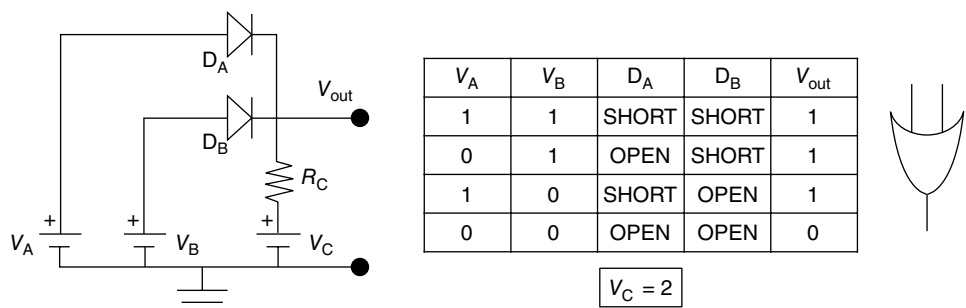 D_A
V_out
D_B
R_C
+ + +
V_A V_B V_C
V_A V_B D_A D_B V_out
1 1 SHORT SHORT 1
0 1 OPEN SHORT 1
1 0 SHORT OPEN 1
0 0 OPEN OPEN 0
V_C = 2